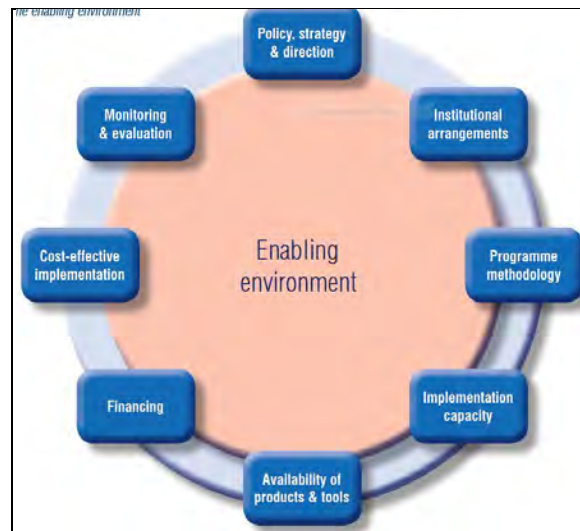 he enabling environment
Policy, strategy
& direction
Monitoring
& evaluation
Institutional
arrangements
Cost-effective
implementation
Enabling
environment
Programme
methodology
Financing
Implementation
capacity
Availability of
products & tools